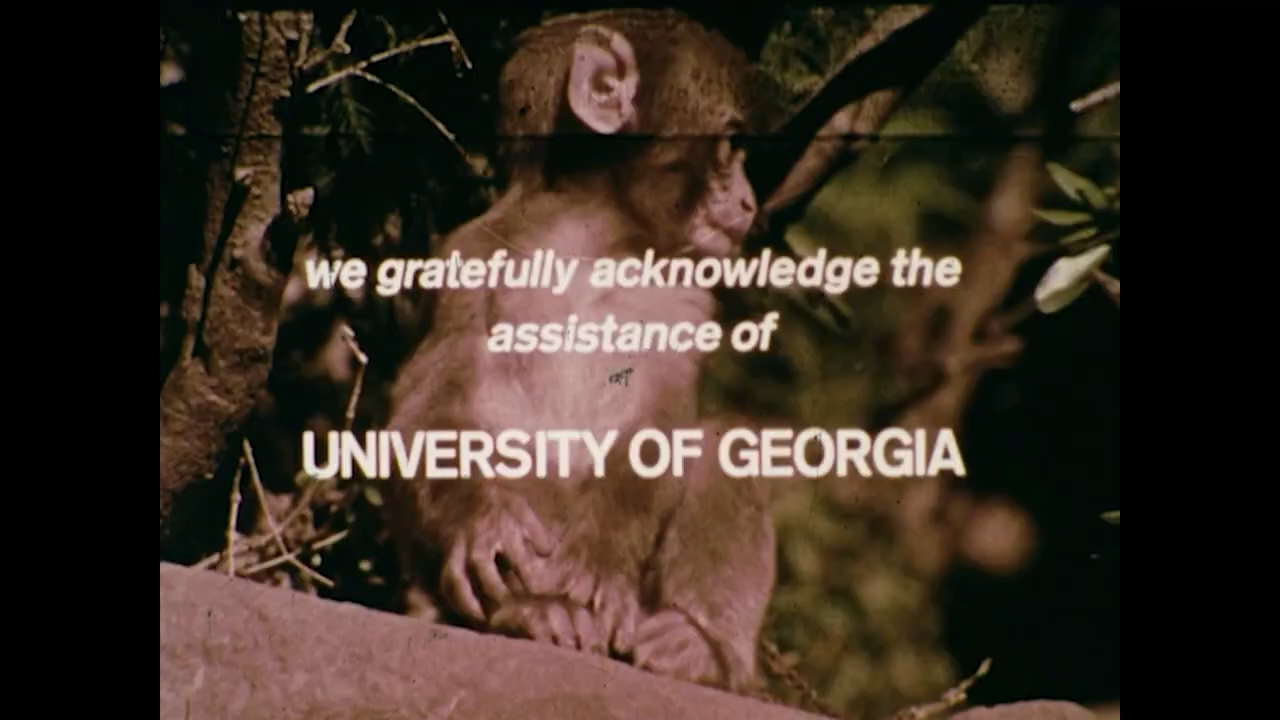 we gratefully acknowledge the
assistance of
UNIVERSITY OF GEORGIA